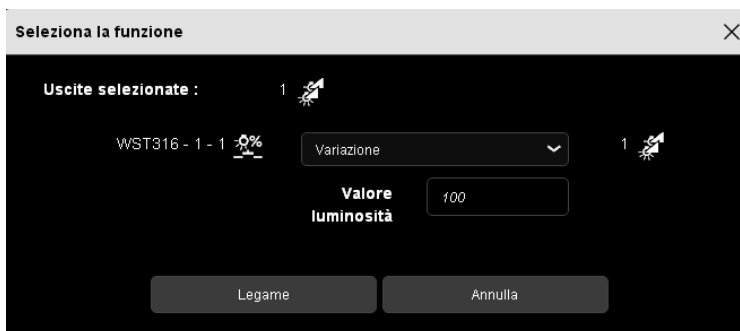 Seleziona la funzione
Uscite selezionate : 1
WST316 - 1 - 1 % Variazione 1
Valore
luminosità 100
Legame Annulla